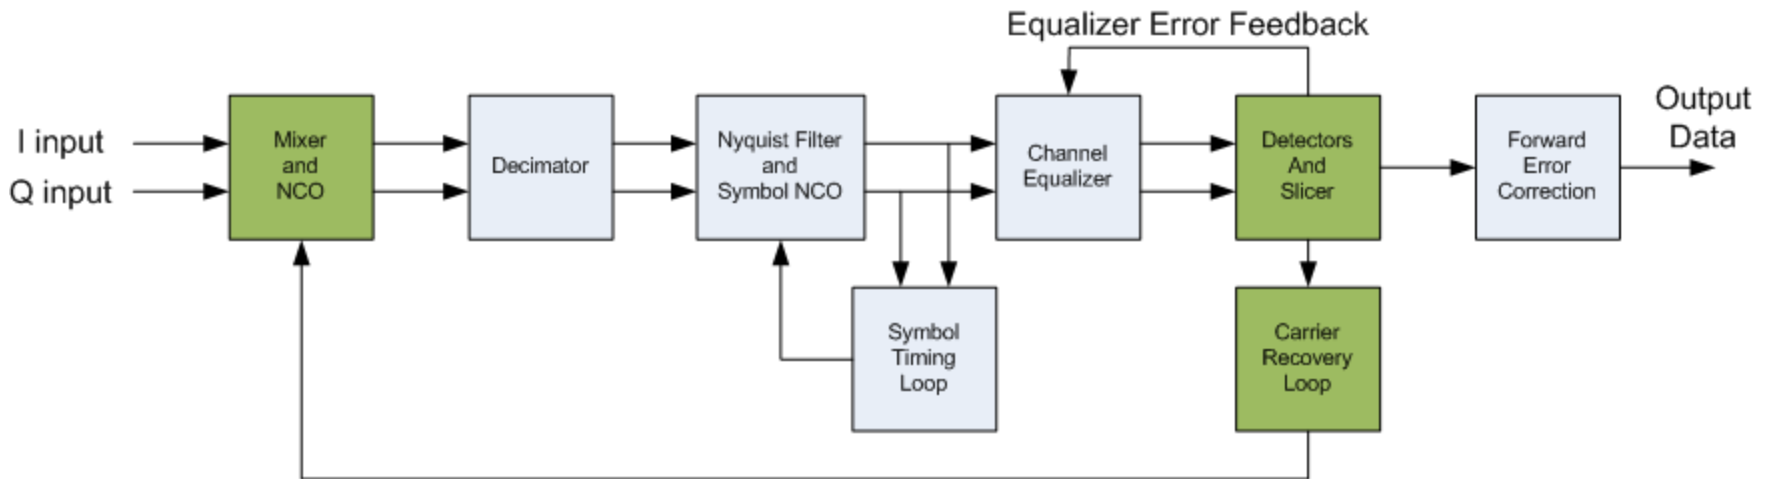 Equalizer Error Feedback
I input
Q input
Mixer
and
NCO
Decimator
Nyquist Filter
and
Symbol NCO
Channel
Equalizer
Detectors
And
Slicer
Forward
Error
Correction
Output
Data
Symbol
Timing
Loop
Carrier
Recovery
Loop